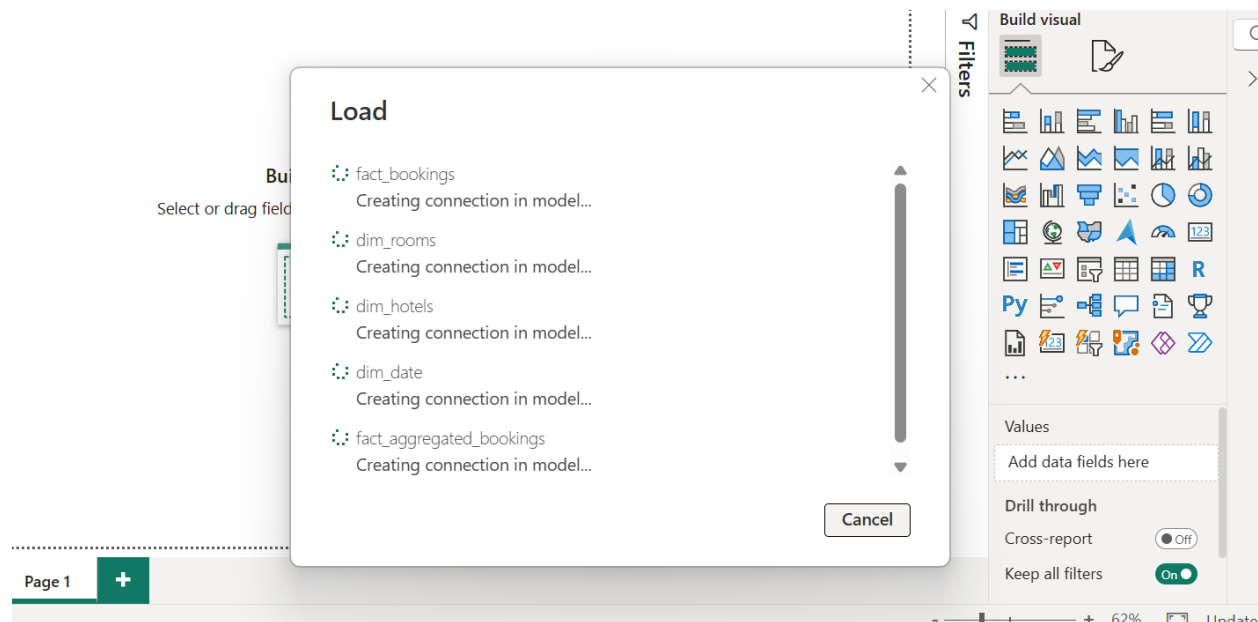 Build visual
Filters
Load
fact_bookings
Creating connection in model...
dim_rooms
Creating connection in model...
dim_hotels
Creating connection in model...
dim_date
Creating connection in model...
fact_aggregated_bookings
Creating connection in model...
Cancel
Select or drag
123
R
Py
123
...
Values
Add data fields here
Drill through
Cross-report
Off
Keep all filters
On
Page 1
+
- + 62%